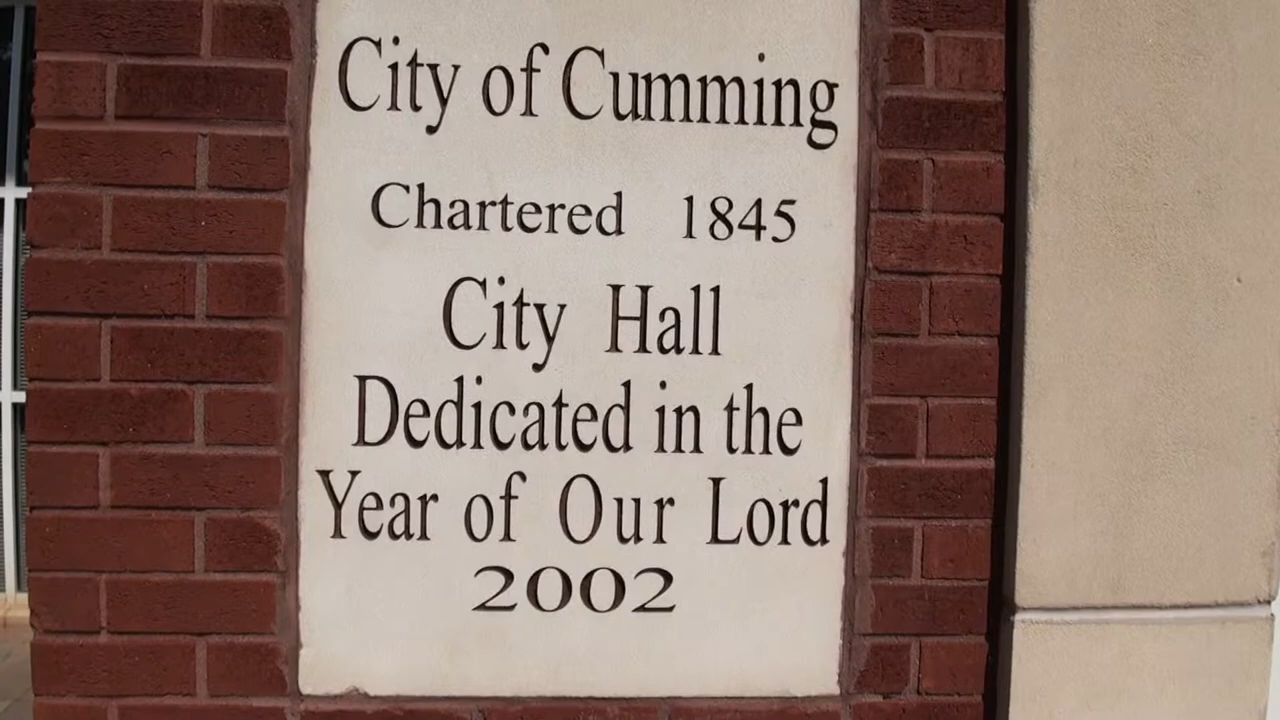 City of Cumming
Chartered 1845
City Hall
Dedicated in the
Year of Our Lord
2002